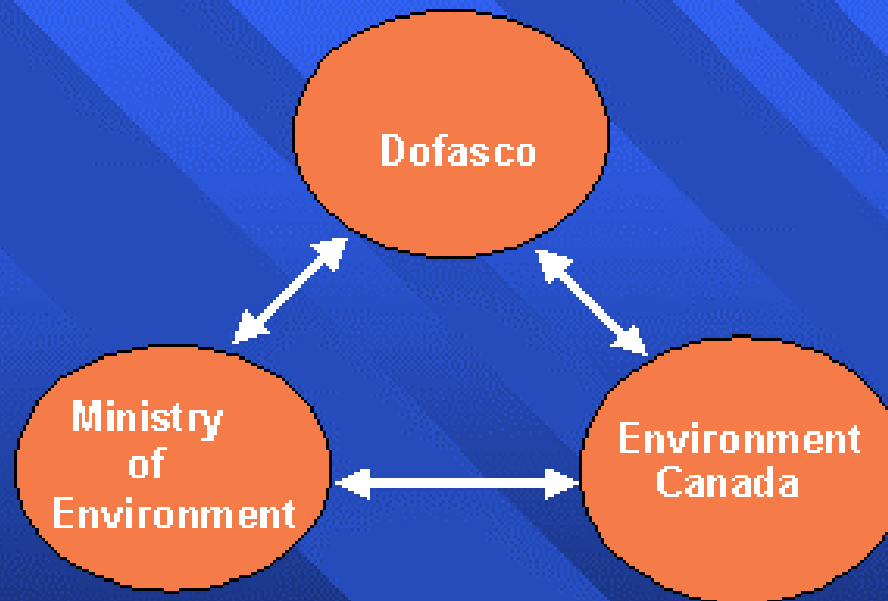 Dofasco
Ministry
of
Environment
Environment
Canada